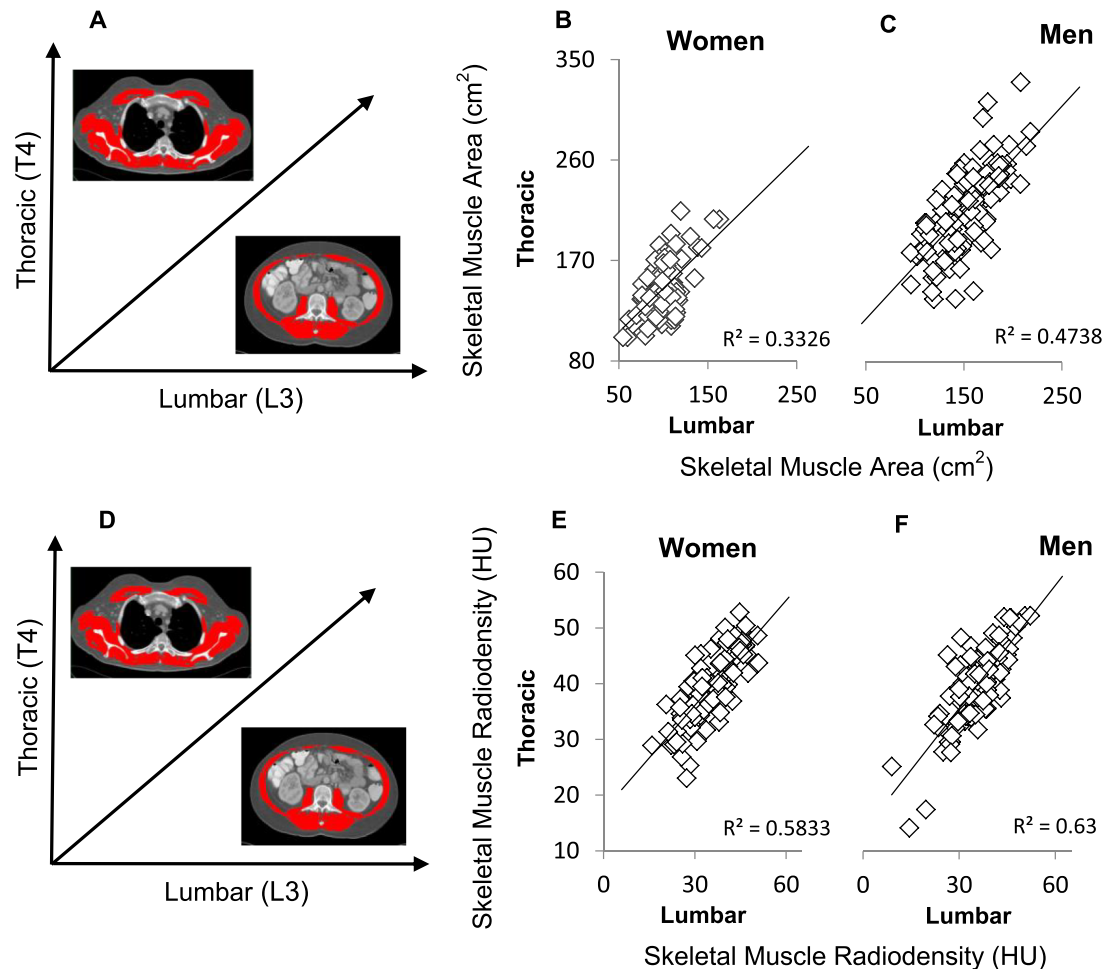 A
Thoracic (T4)
Lumbar (L3)
Skeletal Muscle Area (cm²)
B
Women
Thoracic
350
260
170
80
R² = 0.3326
50 150 250
Lumbar
C
Men
R² = 0.4738
50 150 250
Lumbar
Skeletal Muscle Area (cm²)
D
Thoracic (T4)
Lumbar (L3)
Skeletal Muscle Radiodensity (HU)
E
Women
Thoracic
60
50
40
30
20
10
R² = 0.5833
0 30 60
Lumbar
F
Men
R² = 0.63
0 30 60
Lumbar
Skeletal Muscle Radiodensity (HU)